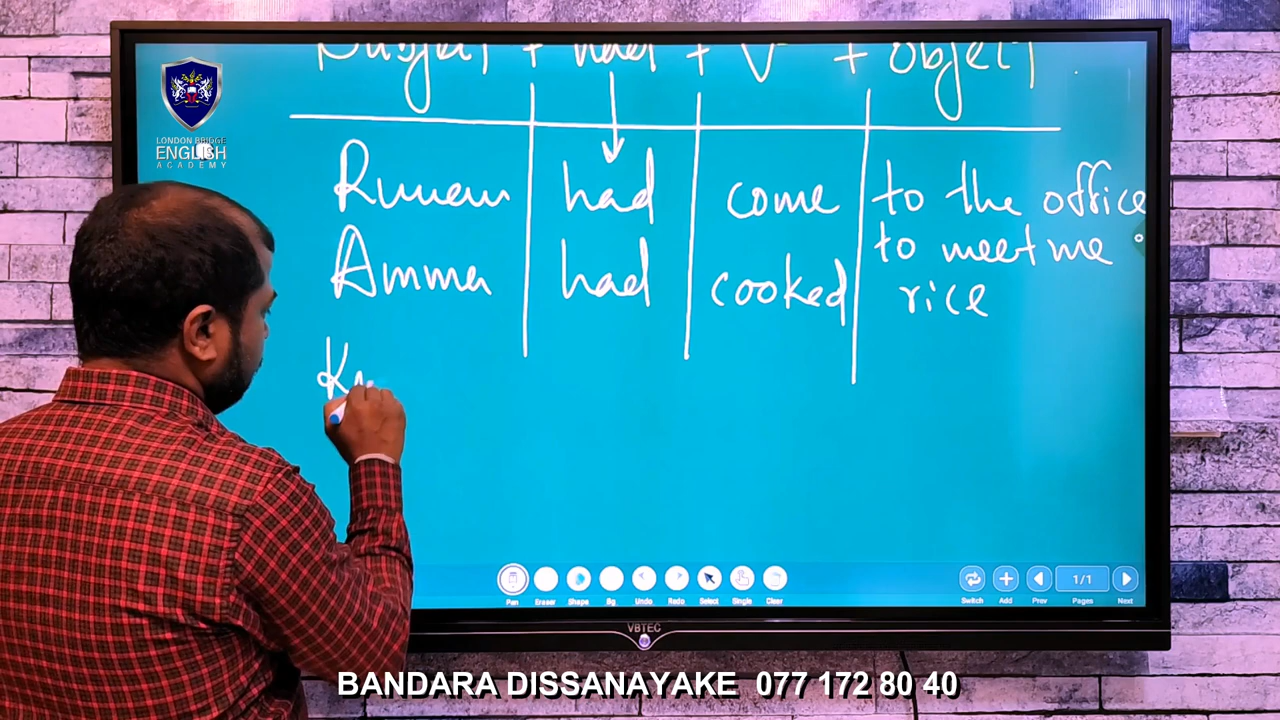 Subject + had + V + object.
Ruwan had come to the office
to meet me
Amma had cooked rice
K
LONDON BRIDGE
ENGLISH
ACADEMY
Pen Eraser Shape Bg Undo Redo Select Single Clear Switch Add Prev 1/1 Pages Next
VBTEC
BANDARA DISSANAYAKE 077 172 80 40